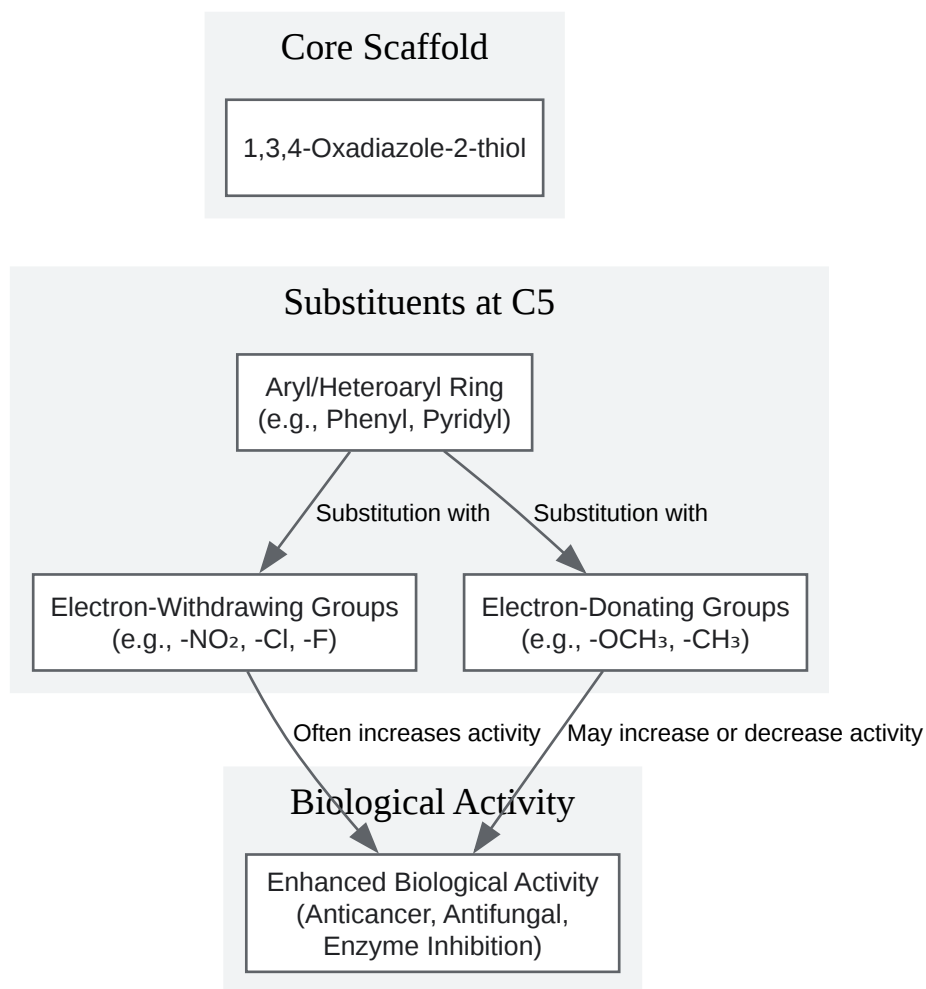 Core Scaffold
1,3,4-Oxadiazole-2-thiol
Substituents at C5
Aryl/Heteroaryl Ring
(e.g., Phenyl, Pyridyl)
Substitution with
Substitution with
Electron-Withdrawing Groups
(e.g., -NO₂, -Cl, -F)
Electron-Donating Groups
(e.g., -OCH₃, -CH₃)
Often increases activity
May increase or decrease activity
Biological Activity
Enhanced Biological Activity
(Anticancer, Antifungal,
Enzyme Inhibition)